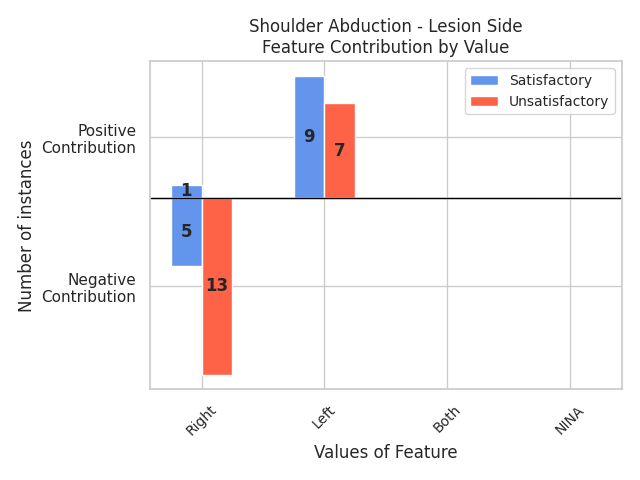 Shoulder Abduction - Lesion Side
Feature Contribution by Value
Satisfactory
Unsatisfactory
Positive
Contribution
Negative
Contribution
Number of instances
1
5
13
9
7
Right
Left
Both
NINA
Values of Feature